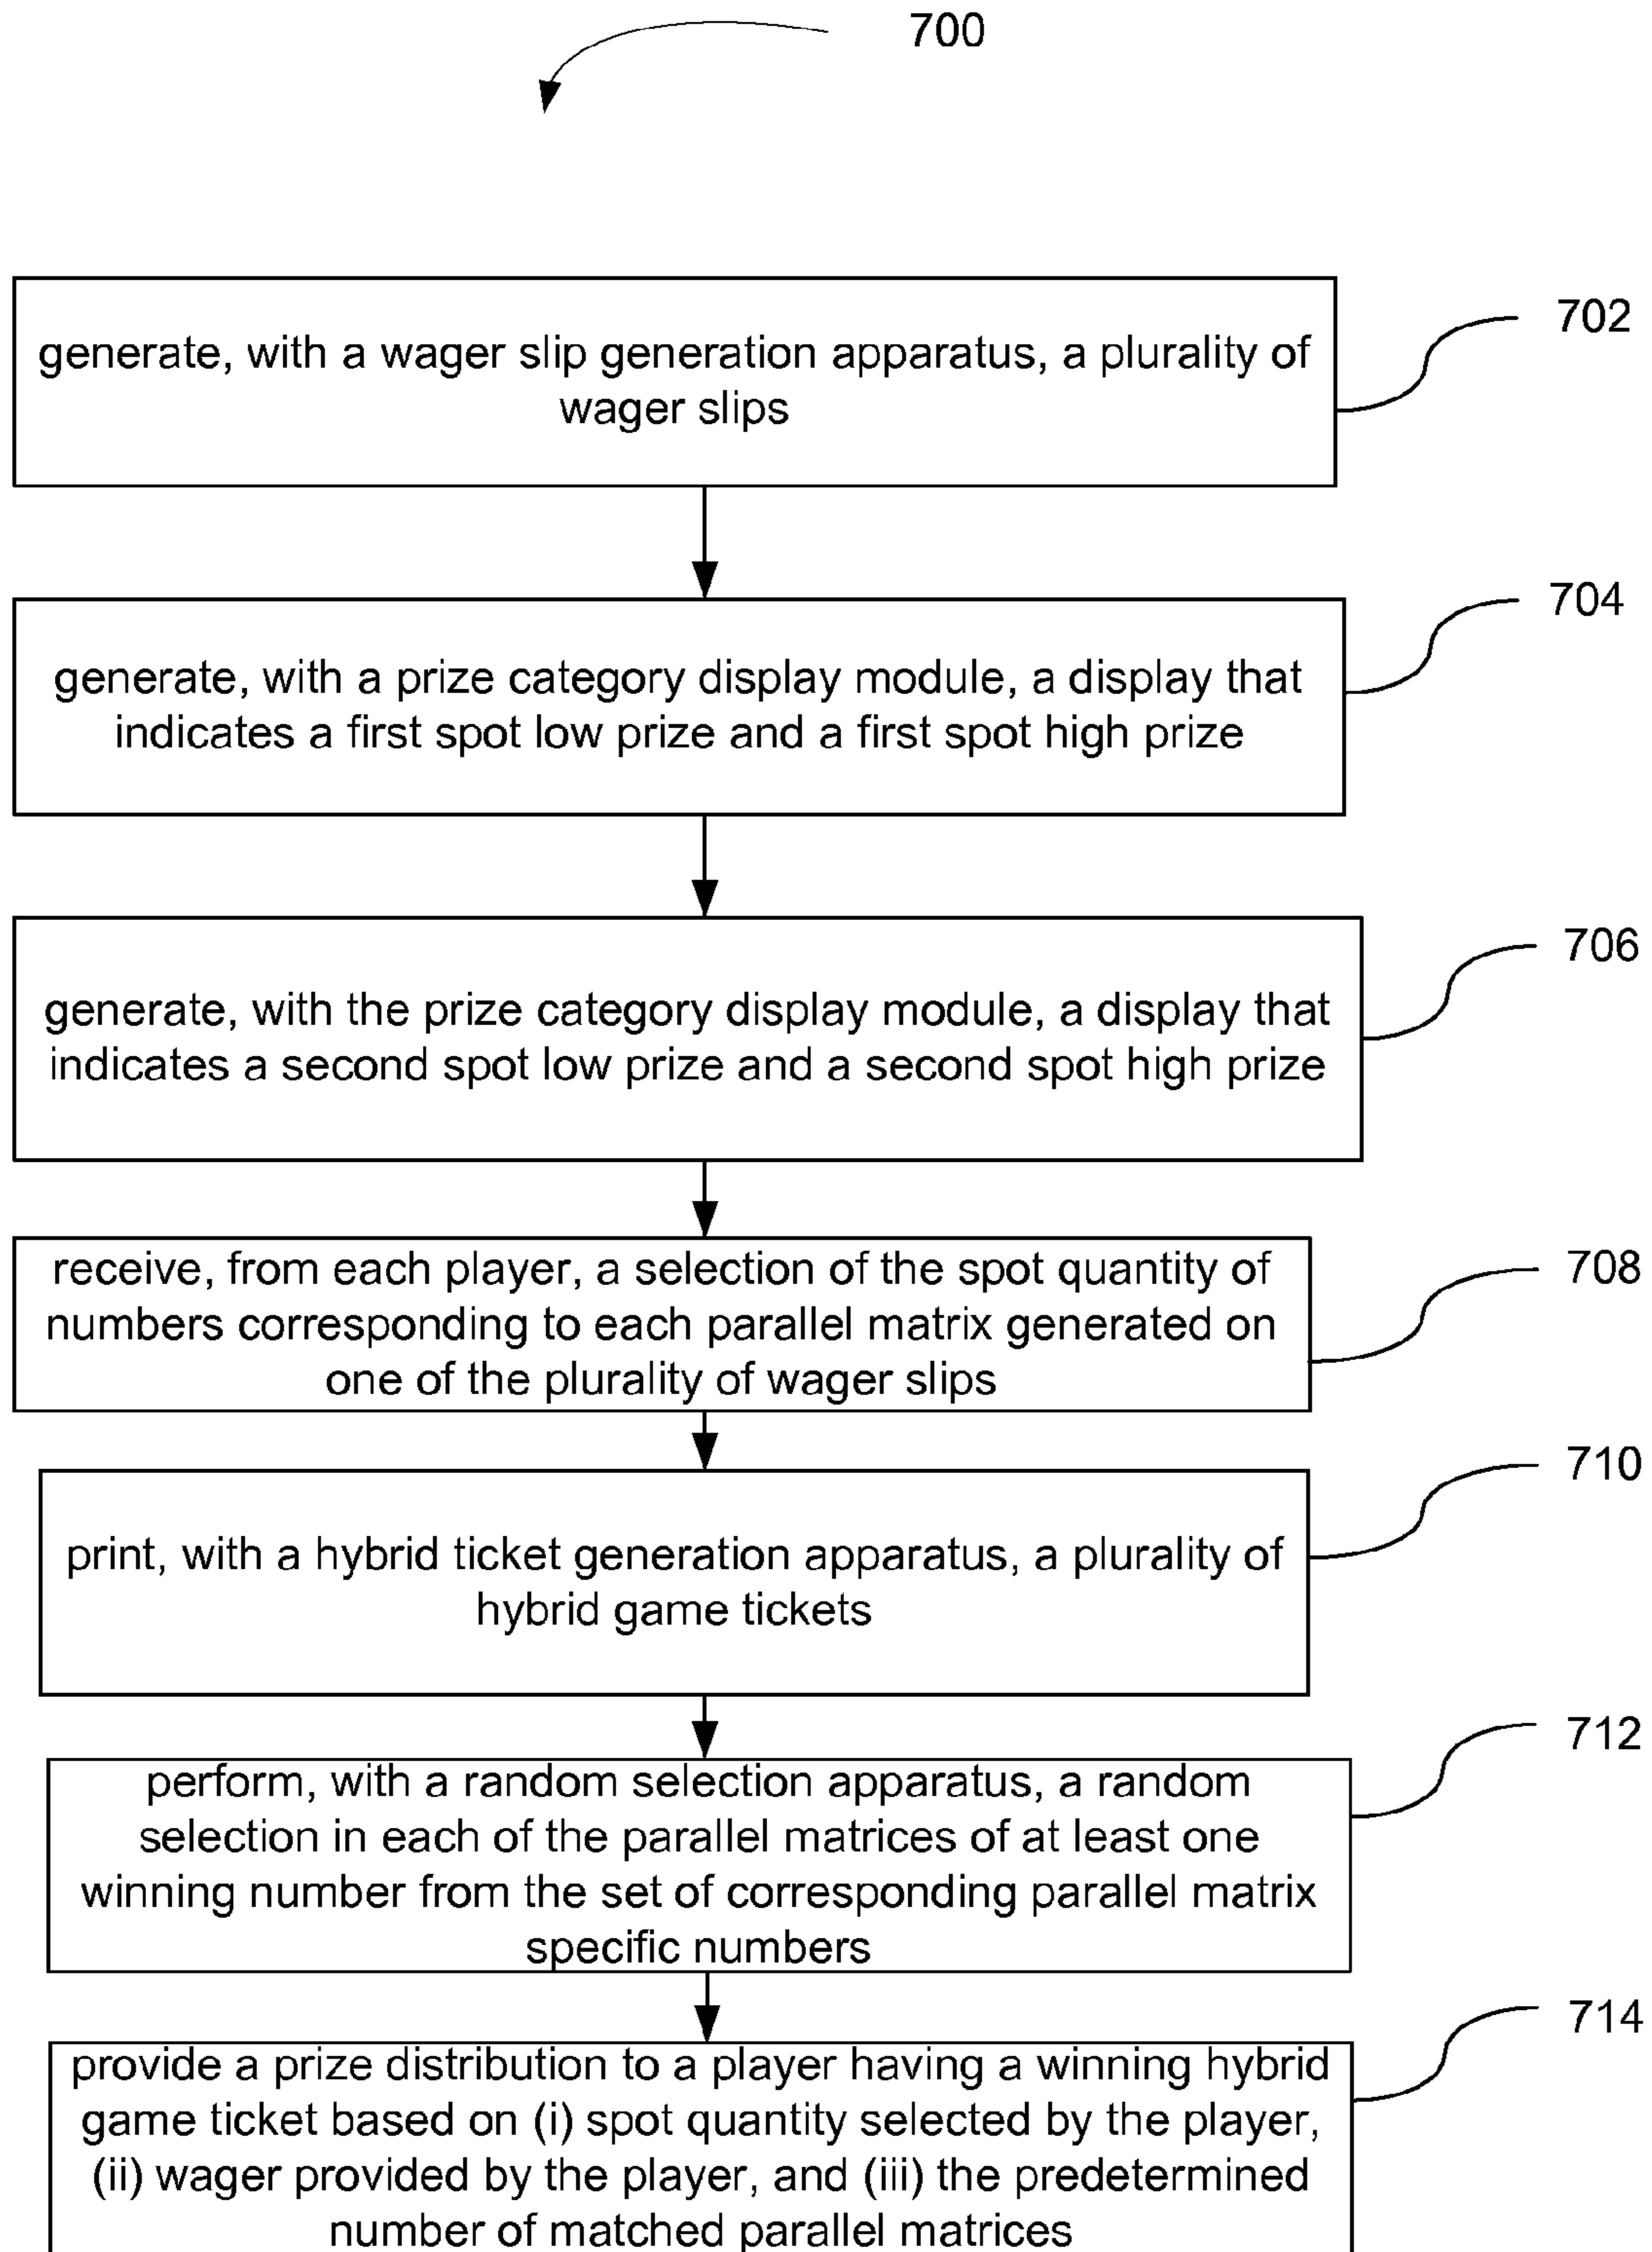 700
702
generate, with a wager slip generation apparatus, a plurality of
wager slips
704
generate, with a prize category display module, a display that
indicates a first spot low prize and a first spot high prize
706
generate, with the prize category display module, a display that
indicates a second spot low prize and a second spot high prize
708
receive, from each player, a selection of the spot quantity of
numbers corresponding to each parallel matrix generated on
one of the plurality of wager slips
710
print, with a hybrid ticket generation apparatus, a plurality of
hybrid game tickets
712
perform, with a random selection apparatus, a random
selection in each of the parallel matrices of at least one
winning number from the set of corresponding parallel matrix
specific numbers
714
provide a prize distribution to a player having a winning hybrid
game ticket based on (i) spot quantity selected by the player,
(ii) wager provided by the player, and (iii) the predetermined
number of matched parallel matrices